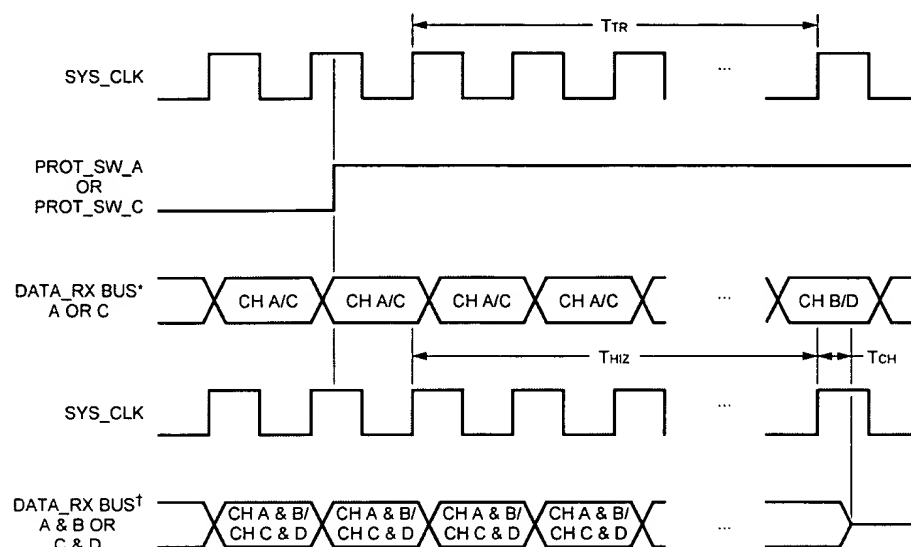 TTR
SYS_CLK
...
PROT_SW_A
OR
PROT_SW_C
DATA_RX BUS*
A OR C
CH A/C
CH A/C
CH A/C
CH A/C
...
CH B/D
THIZ
TCH
SYS_CLK
...
DATA_RX BUS†
A & B OR
C & D
CH A & B/
CH C & D
CH A & B/
CH C & D
CH A & B/
CH C & D
CH A & B/
CH C & D
...